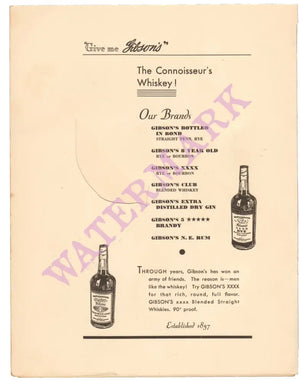 "Give me Gibson's"
The Connoisseur's
Whiskey!
Our Brands
GIBSON'S BOTTLED
IN BOND
STRAIGHT PENN. RYE
GIBSON'S 8 YEAR OLD
RYE or BOURBON
GIBSON'S XXXX
RYE or BOURBON
GIBSON'S CLUB
BLENDED WHISKEY
GIBSON'S EXTRA
DISTILLED DRY GIN
GIBSON'S 5 ★★★★★
BRANDY
GIBSON'S N. E. RUM
THROUGH years, Gibson's has won an
army of friends. The reason is—men
like the whiskey! Try GIBSON'S XXXX
for that rich, round, full flavor.
GIBSON'S xxxx Blended Straight
Whiskies. 90° proof.
Established 1837
WATERMARK